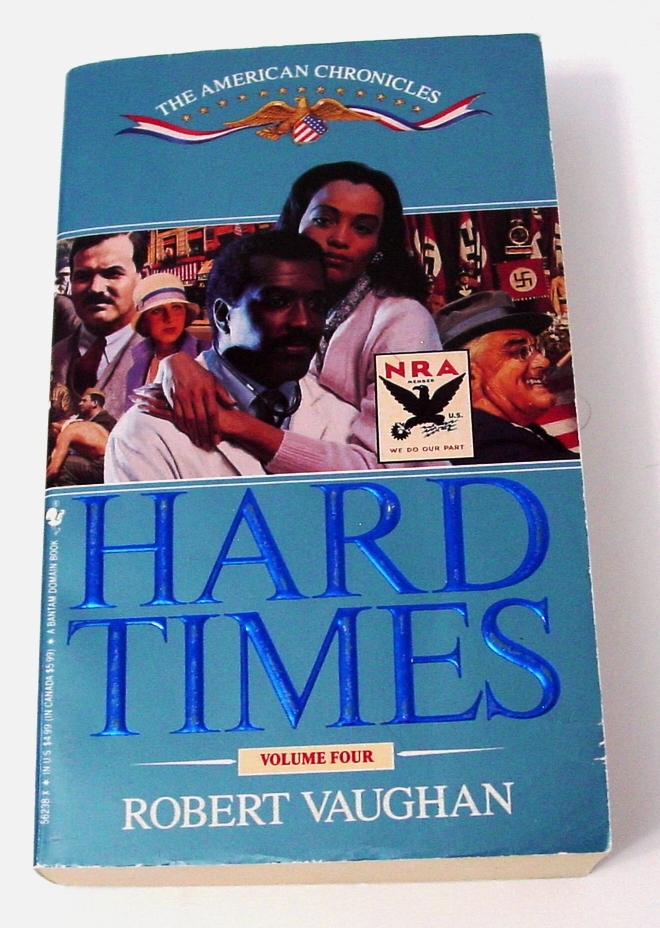 THE AMERICAN CHRONICLES
NRA
MEMBER
U.S.
WE DO OUR PART
HARD
TIMES
VOLUME FOUR
ROBERT VAUGHAN
56238-X * IN U.S. $4.99 (IN CANADA $5.99) * A BANTAM DOMAIN BOOK